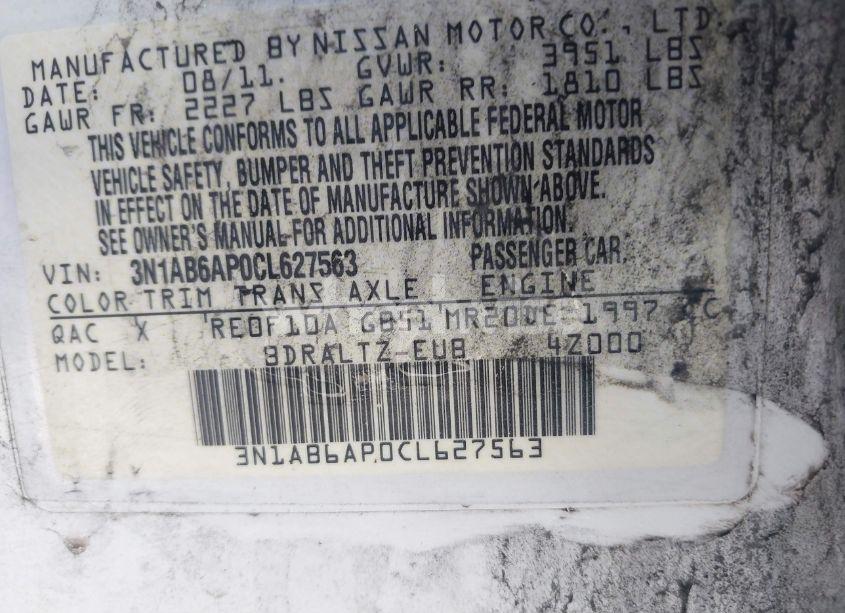 MANUFACTURED BY NISSAN MOTOR CO., LTD.
DATE: 08/11. GVWR: 3951 LBS
GAWR FR: 2227 LBS GAWR RR: 1810 LBS
THIS VEHICLE CONFORMS TO ALL APPLICABLE FEDERAL MOTOR
VEHICLE SAFETY, BUMPER AND THEFT PREVENTION STANDARDS
IN EFFECT ON THE DATE OF MANUFACTURE SHOWN ABOVE.
SEE OWNER'S MANUAL FOR ADDITIONAL INFORMATION.
VIN: 3N1AB6AP0CL627563 PASSENGER CAR.
COLOR TRIM TRANS AXLE ENGINE
QAC X RE0F10A GB51 MR20DE-1997 CC
MODEL: BDRALTZ-EUB 4Z000
3N1AB6AP0CL627563